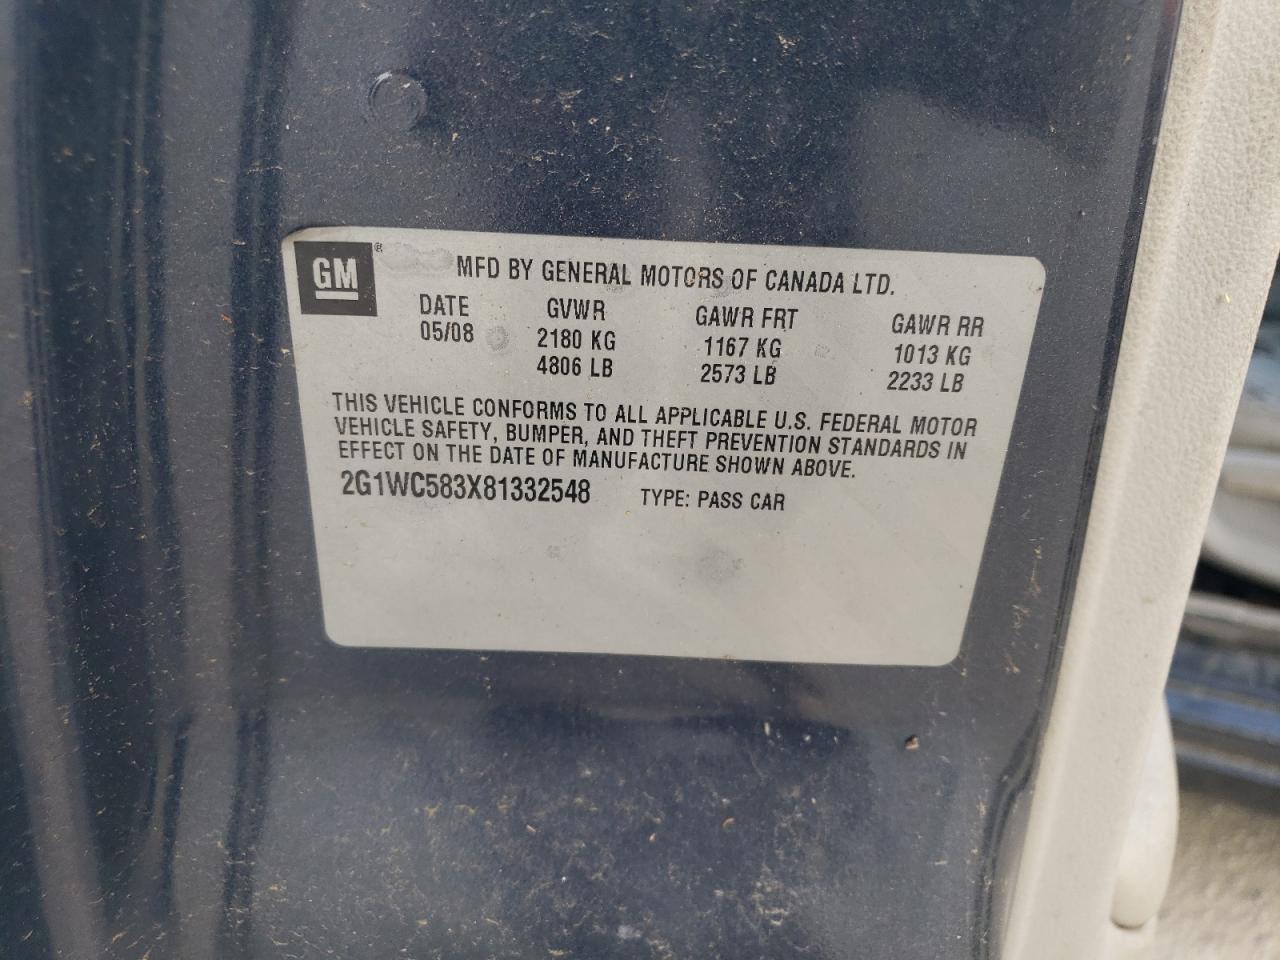 GM®
MFD BY GENERAL MOTORS OF CANADA LTD.
DATE GVWR GAWR FRT GAWR RR
05/08 2180 KG 1167 KG 1013 KG
4806 LB 2573 LB 2233 LB
THIS VEHICLE CONFORMS TO ALL APPLICABLE U.S. FEDERAL MOTOR
VEHICLE SAFETY, BUMPER, AND THEFT PREVENTION STANDARDS IN
EFFECT ON THE DATE OF MANUFACTURE SHOWN ABOVE.
2G1WC583X81332548 TYPE: PASS CAR